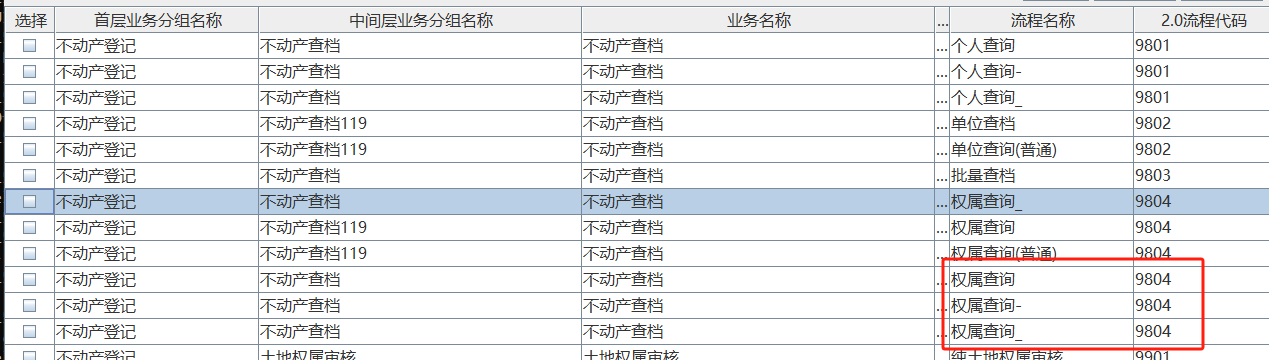 选择 首层业务分组名称 中间层业务分组名称 业务名称 ... 流程名称 2.0流程代码
不动产登记 不动产查档 不动产查档 ... 个人查询 9801
不动产登记 不动产查档 不动产查档 ... 个人查询- 9801
不动产登记 不动产查档 不动产查档 ... 个人查询_ 9801
不动产登记 不动产查档119 不动产查档 ... 单位查档 9802
不动产登记 不动产查档119 不动产查档 ... 单位查询(普通) 9802
不动产登记 不动产查档 不动产查档 ... 批量查档 9803
不动产登记 不动产查档 不动产查档 ... 权属查询_ 9804
不动产登记 不动产查档119 不动产查档 ... 权属查询 9804
不动产登记 不动产查档119 不动产查档 ... 权属查询(普通) 9804
不动产登记 不动产查档 不动产查档 ... 权属查询 9804
不动产登记 不动产查档 不动产查档 ... 权属查询- 9804
不动产登记 不动产查档 不动产查档 ... 权属查询_ 9804
不动产登记 土地权属审核 土地权属审核 ... 纯土地权属审核 9901